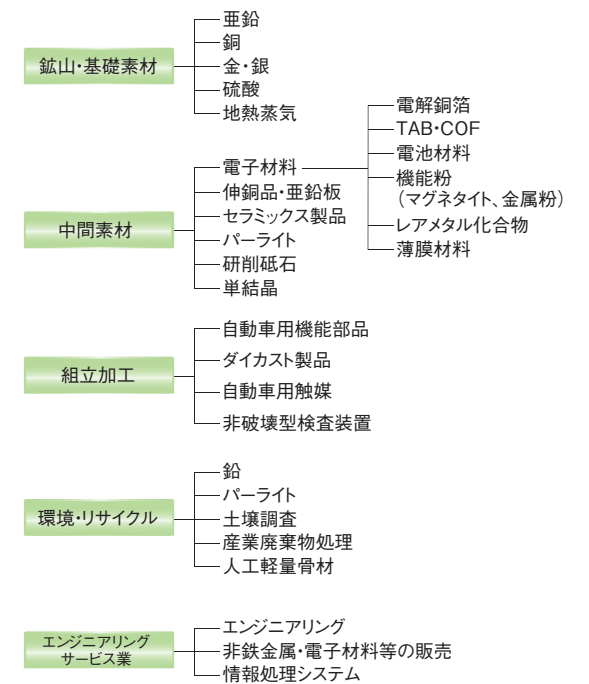 鉱山・基礎素材
亜鉛
銅
金・銀
硫酸
地熱蒸気
中間素材
電子材料
伸銅品・亜鉛板
セラミックス製品
パーライト
研削砥石
単結晶
電解銅箔
TAB・COF
電池材料
機能粉
（マグネタイト、金属粉）
レアメタル化合物
薄膜材料
組立加工
自動車用機能部品
ダイカスト製品
自動車用触媒
非破壊型検査装置
環境・リサイクル
鉛
パーライト
土壌調査
産業廃棄物処理
人工軽量骨材
エンジニアリング
サービス業
エンジニアリング
非鉄金属・電子材料等の販売
情報処理システム